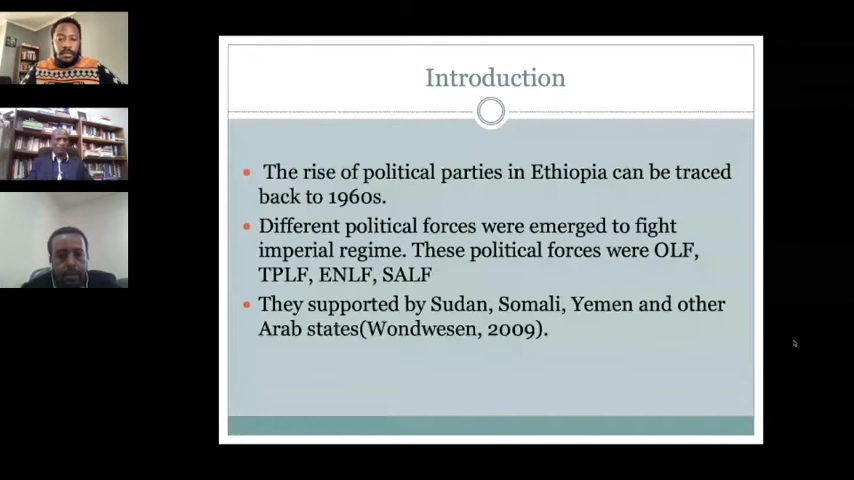 Introduction
The rise of political parties in Ethiopia can be traced
back to 1960s.
Different political forces were emerged to fight
imperial regime. These political forces were OLF,
TPLF, ENLF, SALF
They supported by Sudan, Somali, Yemen and other
Arab states(Wondwesen, 2009).